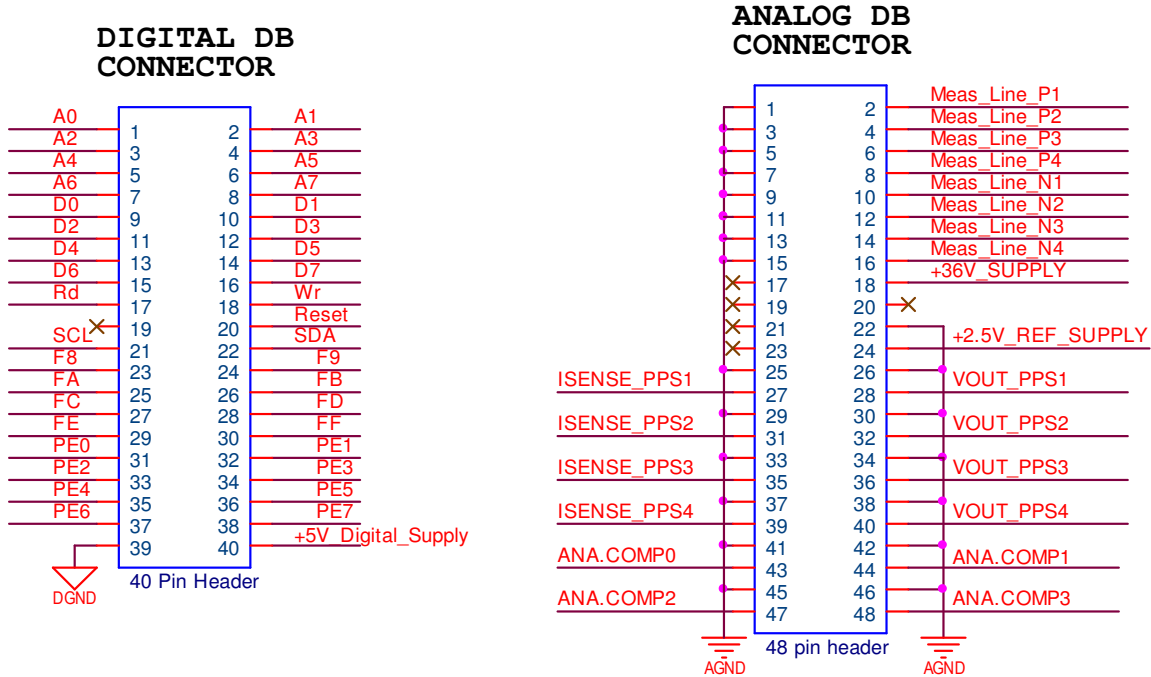 DIGITAL DB
CONNECTOR
A0 1 2 A1
A2 3 4 A3
A4 5 6 A5
A6 7 8 A7
D0 9 10 D1
D2 11 12 D3
D4 13 14 D5
D6 15 16 D7
Rd 17 18 Wr
19 20 Reset
SCL 21 22 SDA
F8 23 24 F9
FA 25 26 FB
FC 27 28 FD
FE 29 30 FF
PE0 31 32 PE1
PE2 33 34 PE3
PE4 35 36 PE5
PE6 37 38 PE7
39 40 +5V_Digital_Supply
DGND
40 Pin Header
ANALOG DB
CONNECTOR
1 2 Meas_Line_P1
3 4 Meas_Line_P2
5 6 Meas_Line_P3
7 8 Meas_Line_P4
9 10 Meas_Line_N1
11 12 Meas_Line_N2
13 14 Meas_Line_N3
15 16 Meas_Line_N4
17 18 +36V_SUPPLY
19 20
21 22
23 24 +2.5V_REF_SUPPLY
25 26
ISENSE_PPS1 27 28 VOUT_PPS1
29 30
ISENSE_PPS2 31 32 VOUT_PPS2
33 34
ISENSE_PPS3 35 36 VOUT_PPS3
37 38
ISENSE_PPS4 39 40 VOUT_PPS4
41 42
ANA.COMP0 43 44 ANA.COMP1
45 46
ANA.COMP2 47 48 ANA.COMP3
48 pin header
AGND AGND